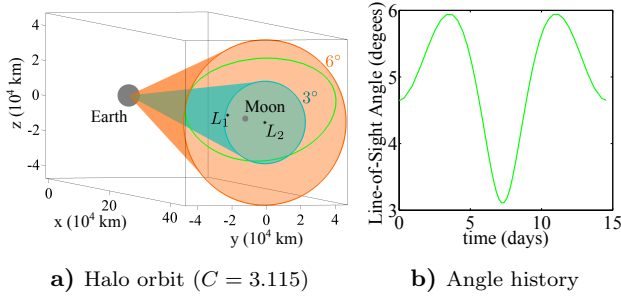 4
2
0
-2
-4
z (10⁴ km)
Earth
6°
3°
Moon
L₁
L₂
0
20
40
x (10⁴ km)
-4
-2
0
2
4
y (10⁴ km)
6
5
4
3
Line-of-Sight Angle (degrees)
0
5
10
15
time (days)
a) Halo orbit (C = 3.115)
b) Angle history